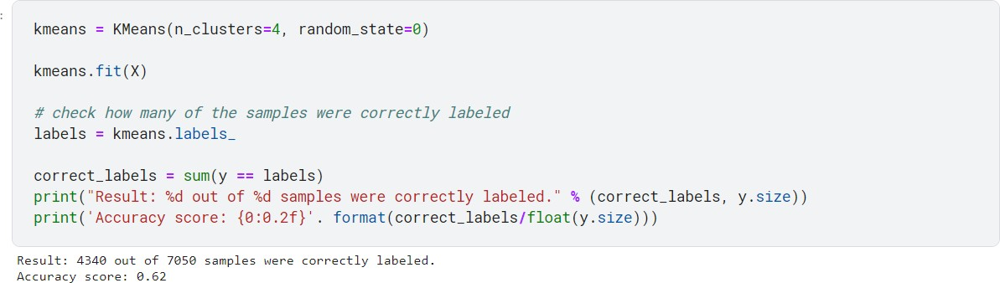 :
kmeans = KMeans(n_clusters=4, random_state=0)
kmeans.fit(X)
# check how many of the samples were correctly labeled
labels = kmeans.labels_
correct_labels = sum(y == labels)
print("Result: %d out of %d samples were correctly labeled." % (correct_labels, y.size))
print('Accuracy score: {0:0.2f}'. format(correct_labels/float(y.size)))
Result: 4340 out of 7050 samples were correctly labeled.
Accuracy score: 0.62